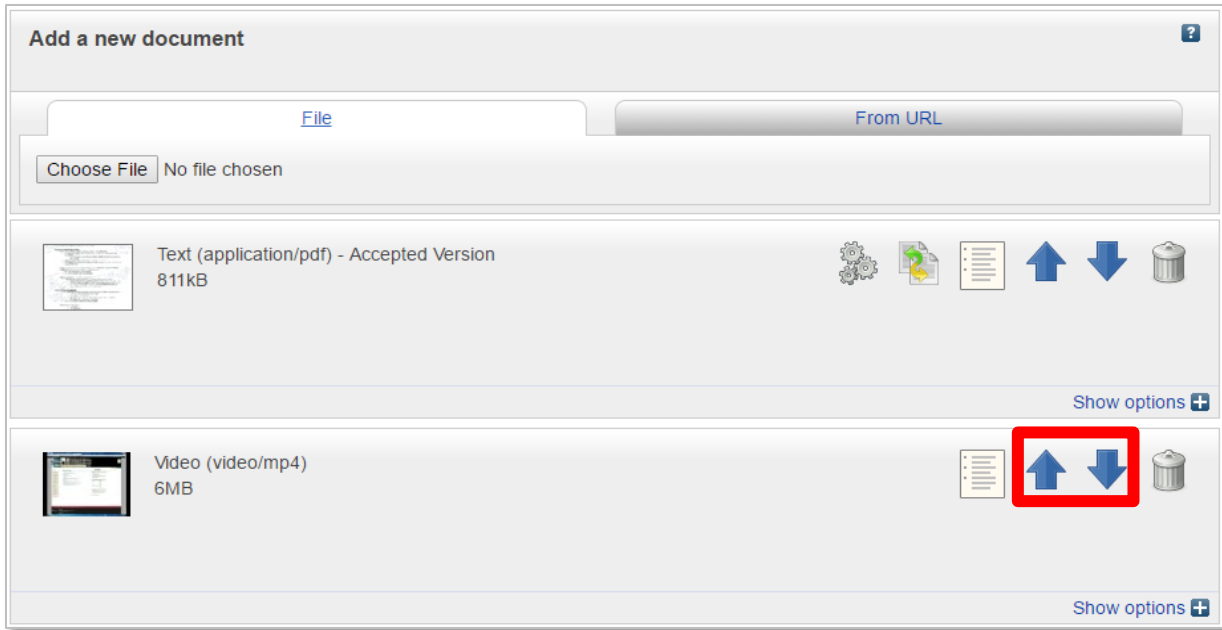 Add a new document
?
File
From URL
Choose File No file chosen
Text (application/pdf) - Accepted Version
811kB
Show options
Video (video/mp4)
6MB
Show options